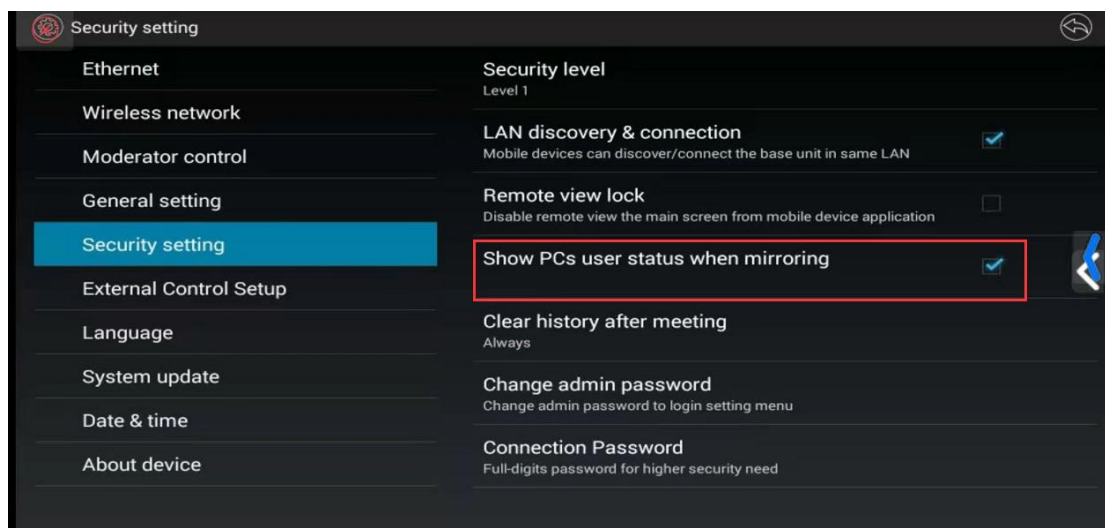 Security setting
Ethernet
Wireless network
Moderator control
General setting
Security setting
External Control Setup
Language
System update
Date & time
About device
Security level
Level 1
LAN discovery & connection
Mobile devices can discover/connect the base unit in same LAN
Remote view lock
Disable remote view the main screen from mobile device application
Show PCs user status when mirroring
Clear history after meeting
Always
Change admin password
Change admin password to login setting menu
Connection Password
Full-digits password for higher security need